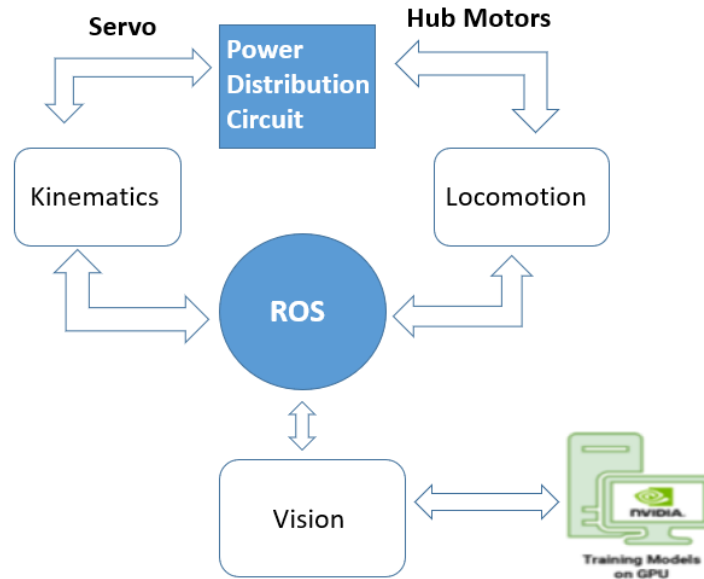 Servo
Hub Motors
Power
Distribution
Circuit
Kinematics
Locomotion
ROS
Vision
NVIDIA.
Training Models
on GPU